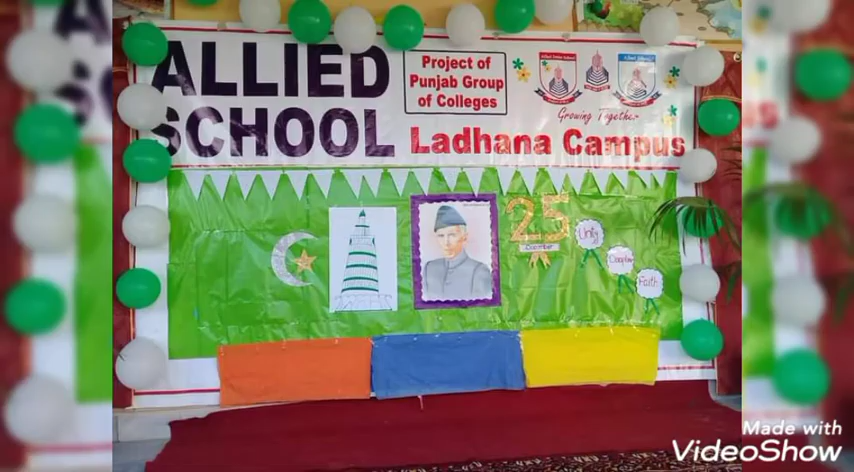 ALLIED
SCHOOL
Project of
Punjab Group
of Colleges
Growing Together
Ladhana Campus
25
December
Unity
Faith
Made with
VideoShow